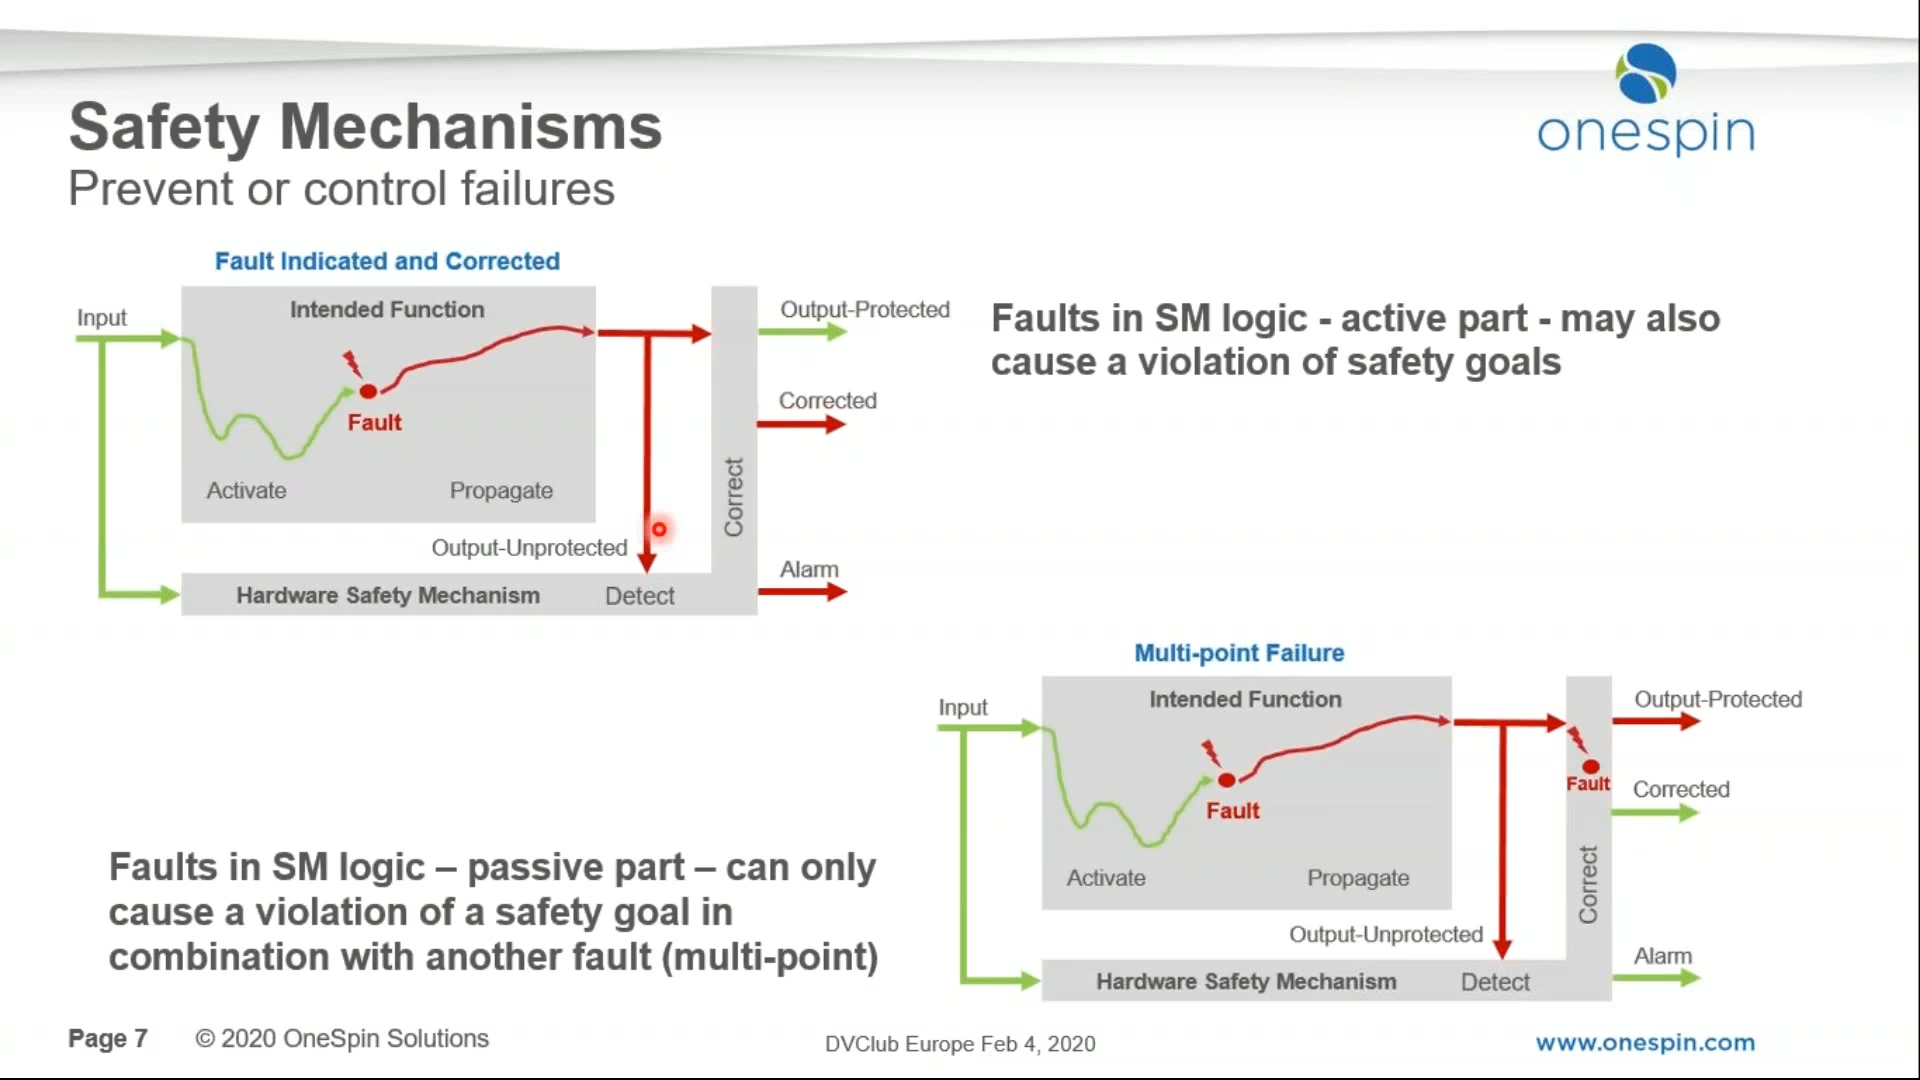 onespin
Safety Mechanisms
Prevent or control failures
Fault Indicated and Corrected
Input
Intended Function
Fault
Activate
Propagate
Output-Unprotected
Hardware Safety Mechanism
Detect
Correct
Output-Protected
Corrected
Alarm
Faults in SM logic - active part - may also
cause a violation of safety goals
Faults in SM logic – passive part – can only
cause a violation of a safety goal in
combination with another fault (multi-point)
Multi-point Failure
Input
Intended Function
Fault
Activate
Propagate
Output-Unprotected
Hardware Safety Mechanism
Detect
Fault
Correct
Output-Protected
Corrected
Alarm
Page 7
© 2020 OneSpin Solutions
DVClub Europe Feb 4, 2020
www.onespin.com